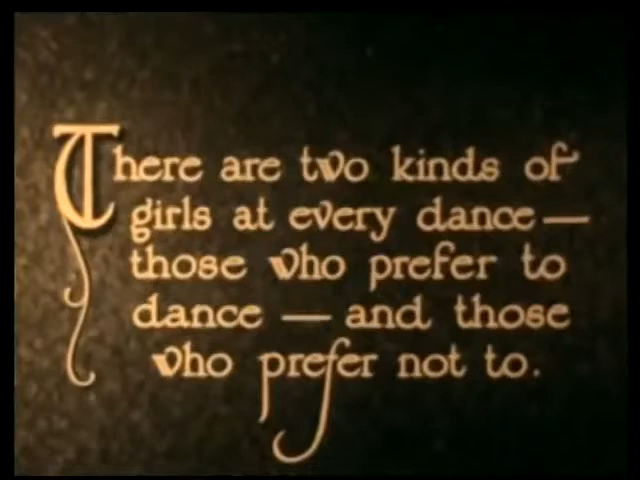 There are two kinds of
girls at every dance —
those who prefer to
dance — and those
who prefer not to.